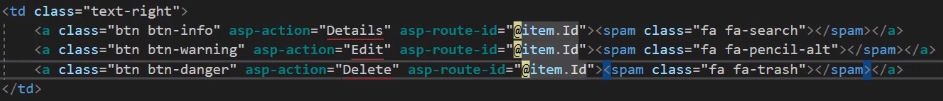 <td class="text-right">
<a class="btn btn-info" asp-action="Details" asp-route-id="@item.Id"><spam class="fa fa-search"></spam></a>
<a class="btn btn-warning" asp-action="Edit" asp-route-id="@item.Id"><spam class="fa fa-pencil-alt"></spam></a>
<a class="btn btn-danger" asp-action="Delete" asp-route-id="@item.Id"><spam class="fa fa-trash"></spam></a>
</td>